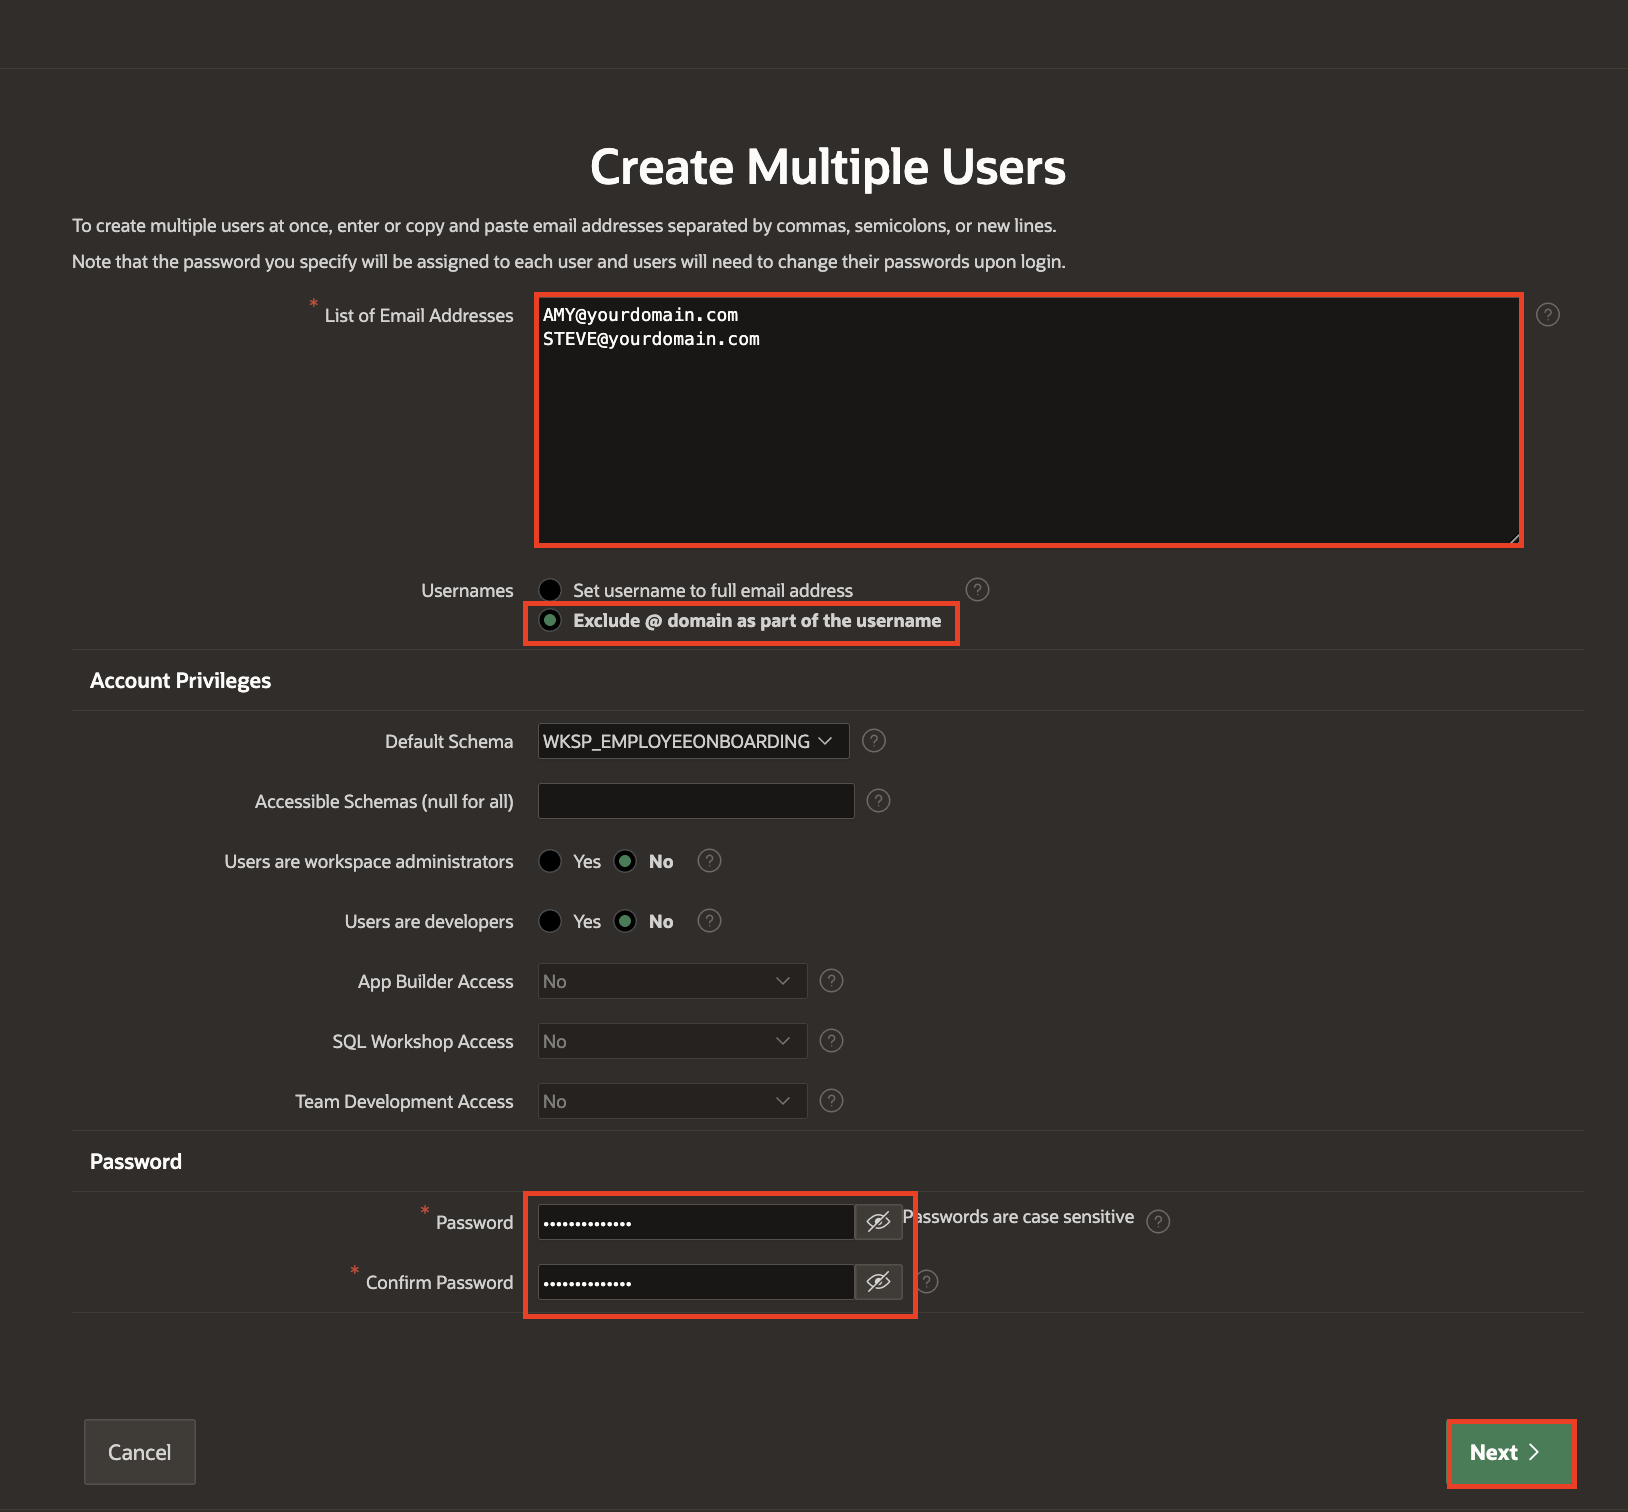 Create Multiple Users
To create multiple users at once, enter or copy and paste email addresses separated by commas, semicolons, or new lines.
Note that the password you specify will be assigned to each user and users will need to change their passwords upon login.
* List of Email Addresses
AMY@yourdomain.com
STEVE@yourdomain.com
?
Usernames
Set username to full email address
?
Exclude @ domain as part of the username
Account Privileges
Default Schema WKSP_EMPLOYEEONBOARDING ?
Accessible Schemas (null for all) ?
Users are workspace administrators Yes No ?
Users are developers Yes No ?
App Builder Access No ?
SQL Workshop Access No ?
Team Development Access No ?
Password
* Password •••••••••••••• Passwords are case sensitive ?
* Confirm Password •••••••••••••• ?
Cancel
Next >